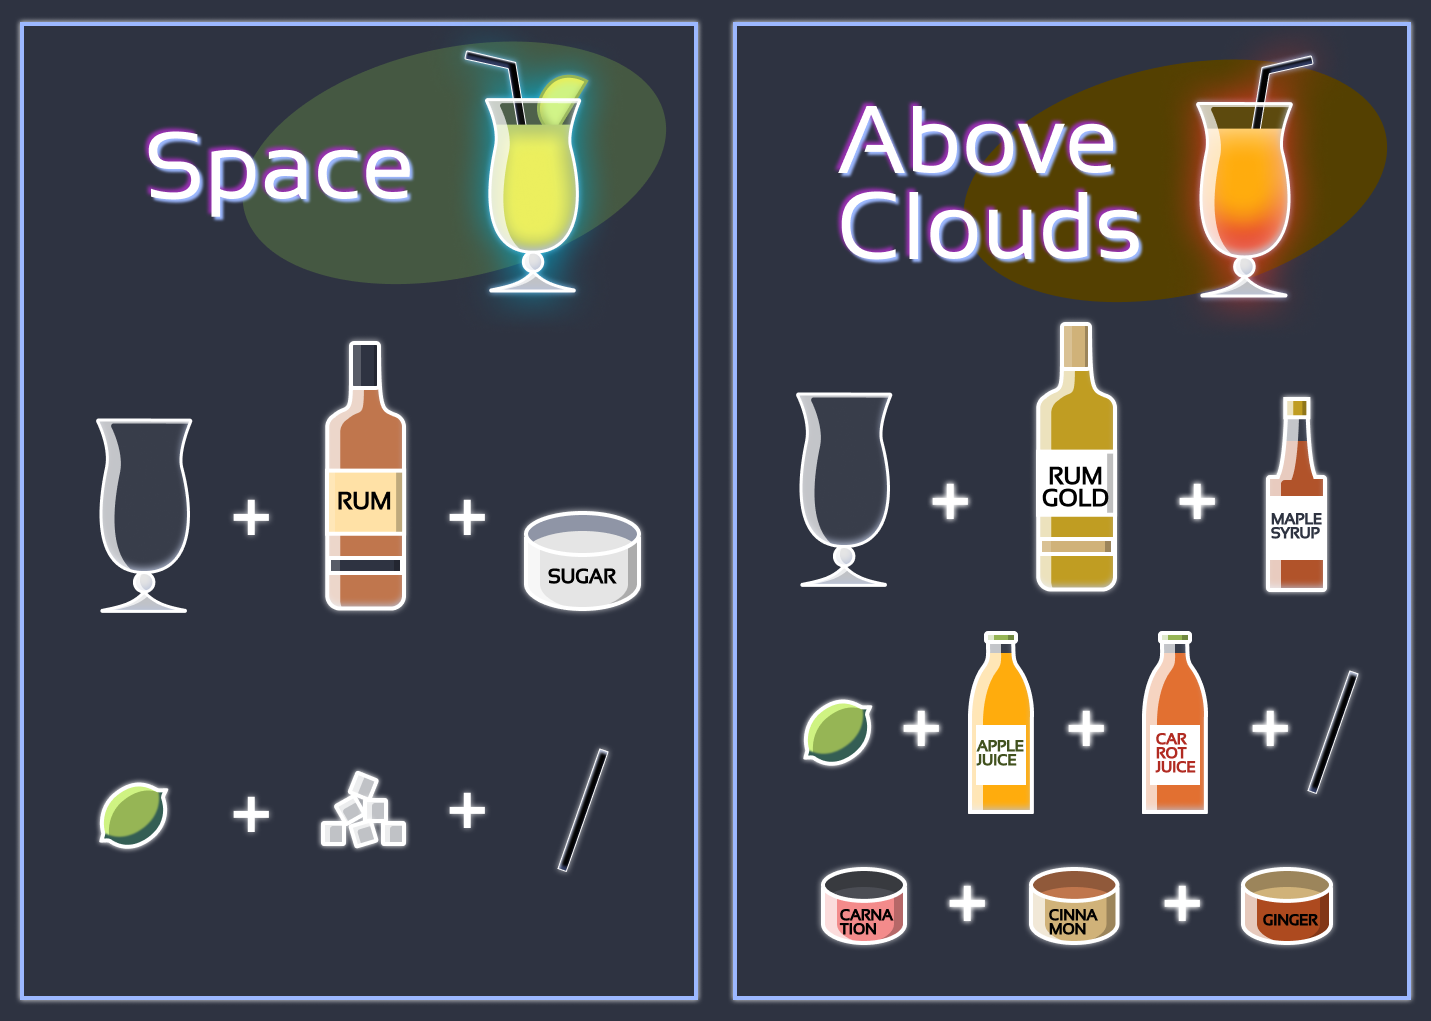 Space
RUM
SUGAR
Above
Clouds
RUM
GOLD
MAPLE
SYRUP
APPLE
JUICE
CAR
ROT
JUICE
CARNA
TION
CINNA
MON
GINGER